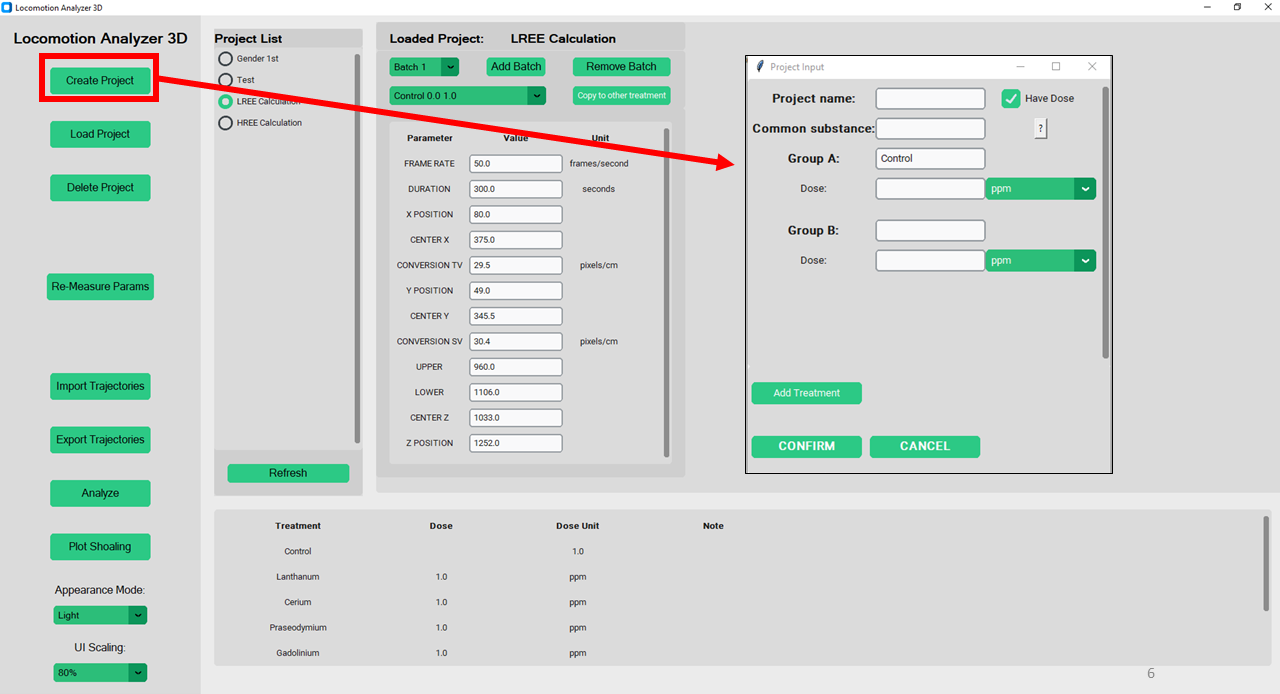 Locomotion Analyzer 3D
Locomotion Analyzer 3D
Create Project
Load Project
Delete Project
Re-Measure Params
Import Trajectories
Export Trajectories
Analyze
Plot Shoaling
Appearance Mode:
Light
UI Scaling:
80%
Project List
Gender 1st
Test
LREE Calculation
HREE Calculation
Refresh
Loaded Project: LREE Calculation
Batch 1 Add Batch Remove Batch
Control 0.0 1.0 Copy to other treatment
Parameter Value Unit
FRAME RATE 50.0 frames/second
DURATION 300.0 seconds
X POSITION 80.0
CENTER X 375.0
CONVERSION TV 29.5 pixels/cm
Y POSITION 49.0
CENTER Y 345.5
CONVERSION SV 30.4 pixels/cm
UPPER 960.0
LOWER 1106.0
CENTER Z 1033.0
Z POSITION 1252.0
Project Input
Project name: Have Dose
Common substance: ?
Group A: Control
Dose: ppm
Group B:
Dose: ppm
Add Treatment
CONFIRM CANCEL
Treatment Dose Dose Unit Note
Control 1.0
Lanthanum 1.0 ppm
Cerium 1.0 ppm
Praseodymium 1.0 ppm
Gadolinium 1.0 ppm
6